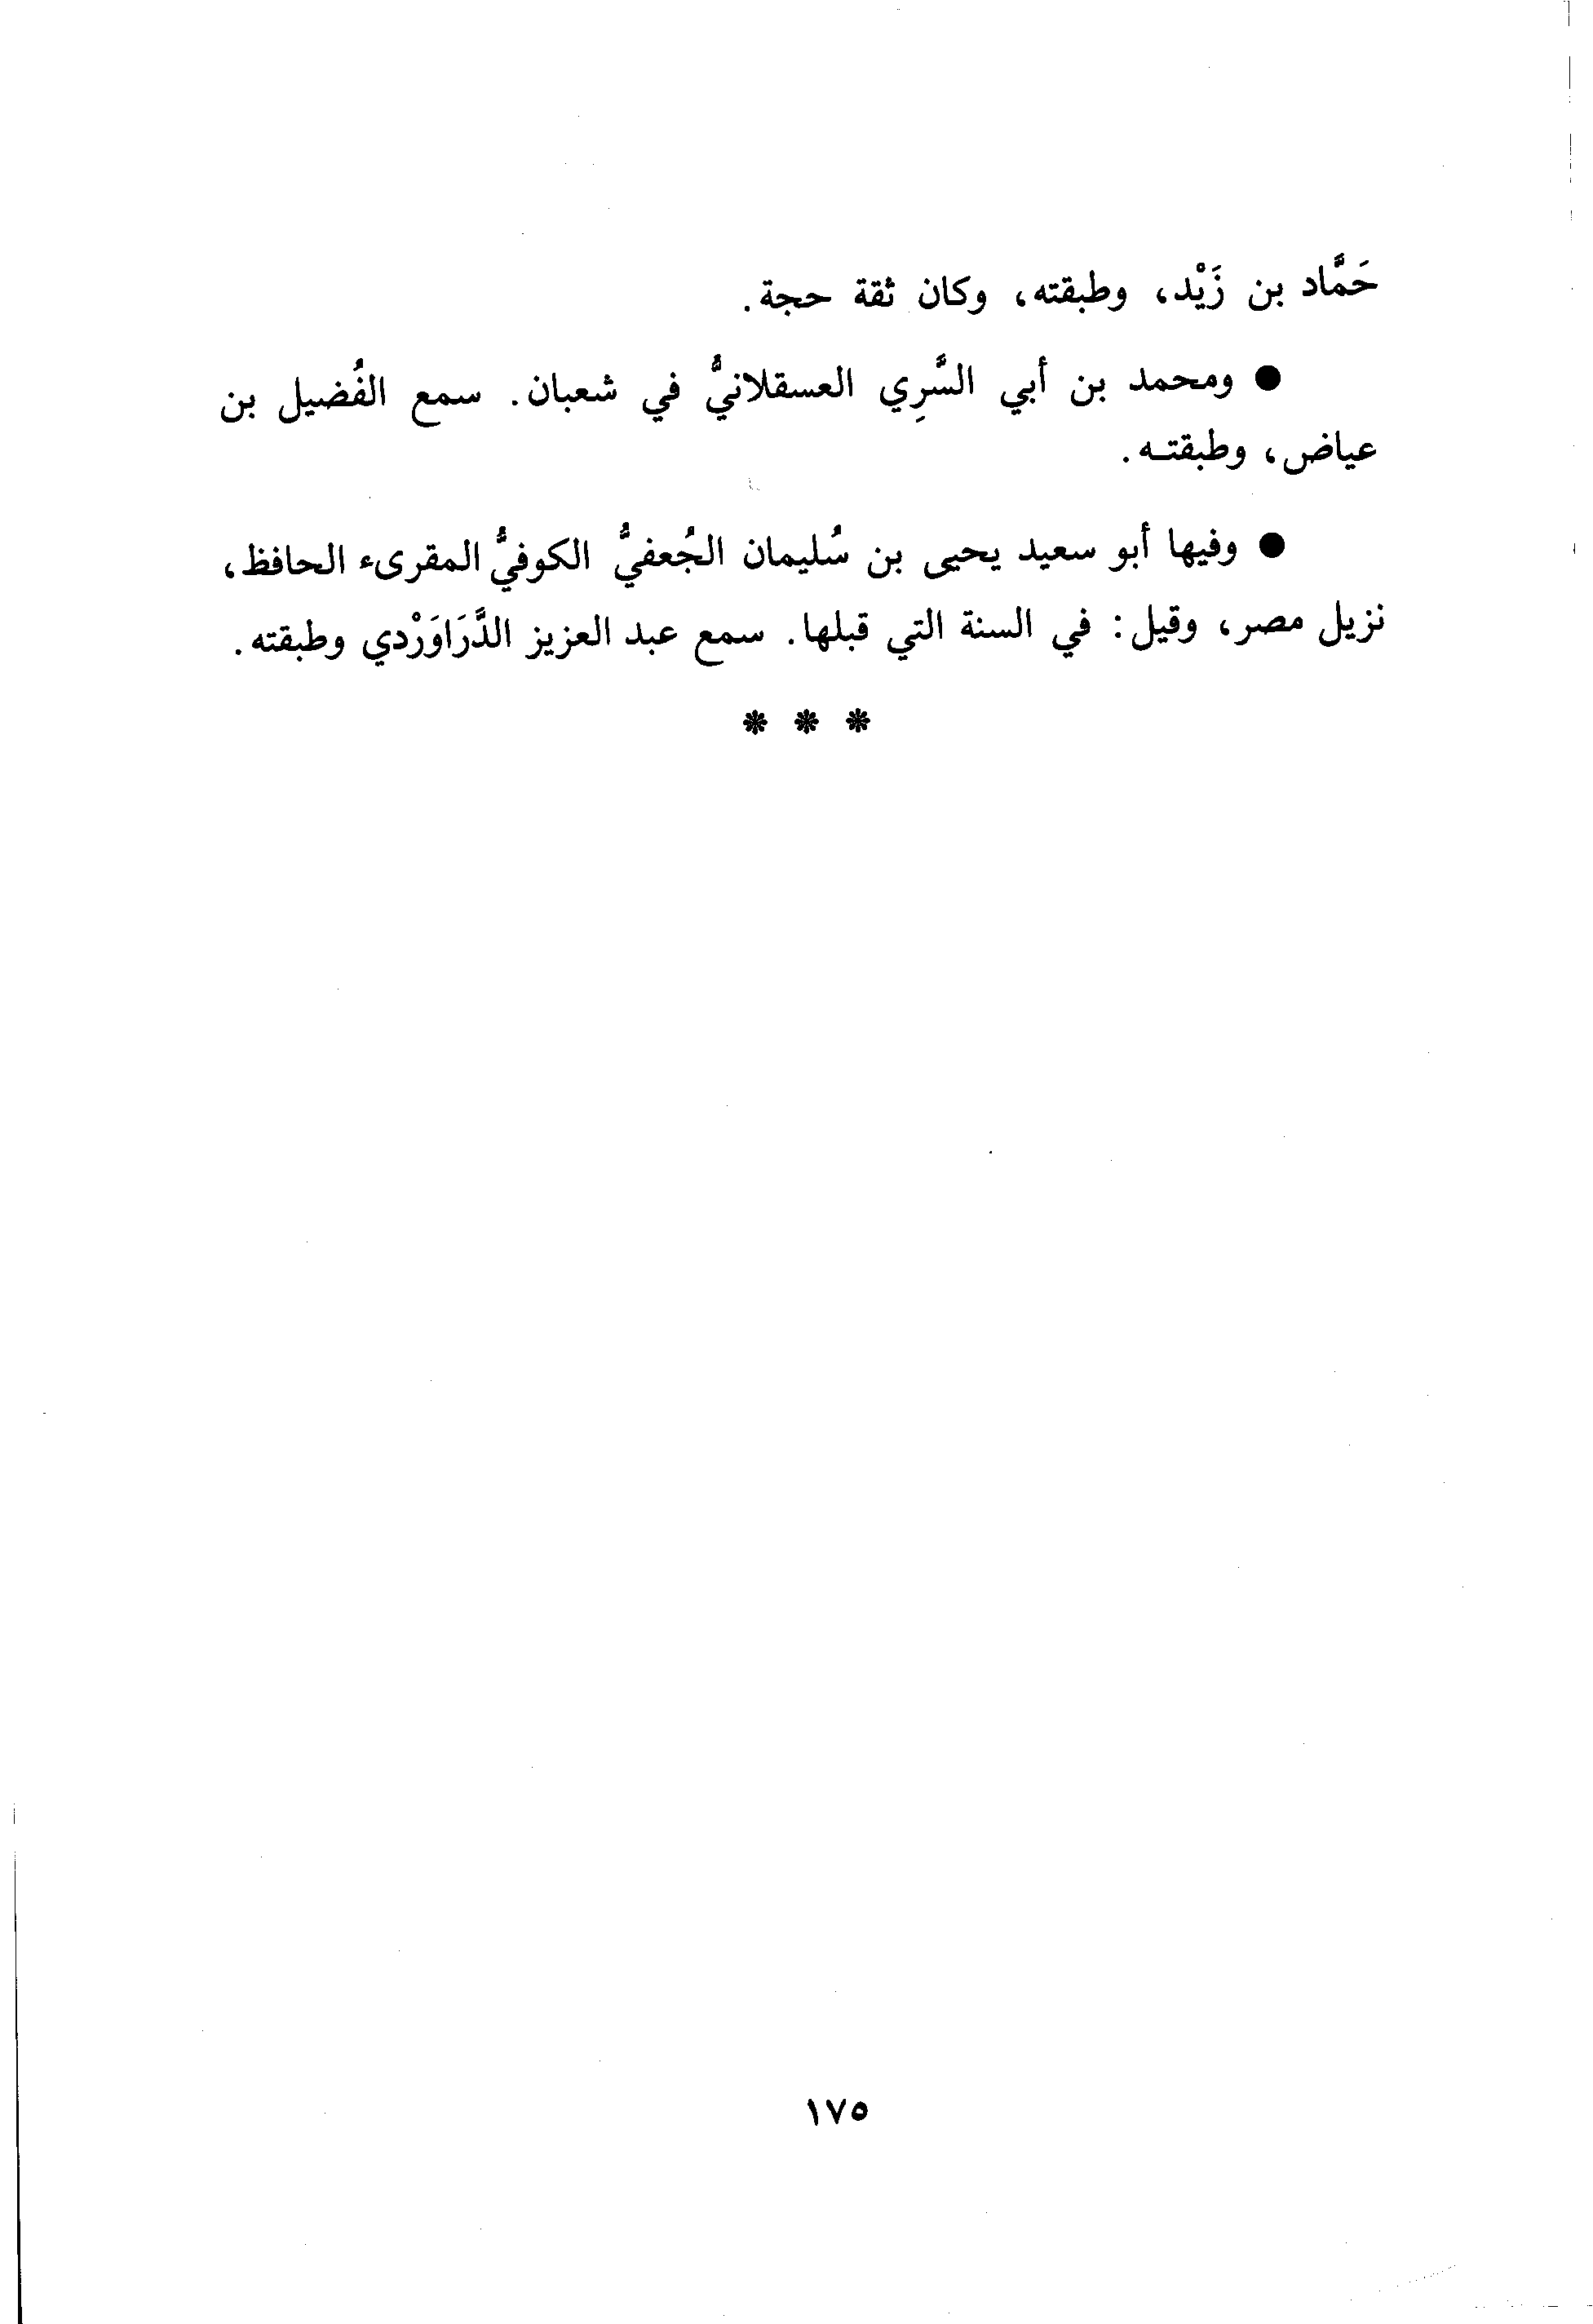 حَمَّاد بن زَيْد، وطبقته، وكان ثقة حجة.
● ومحمد بن أبي السَّرِي العسقلانيُّ في شعبان. سمع الفُضيل بن
عياض، وطبقتـه.
● وفيها أبو سعيد يحيى بن سُليمان الجُعفيُّ الكوفيُّ المقرىء الحافظ،
نزيل مصر، وقيل: في السنة التي قبلها. سمع عبد العزيز الدَّرَاوَرْدي وطبقته.
* * *
١٧٥